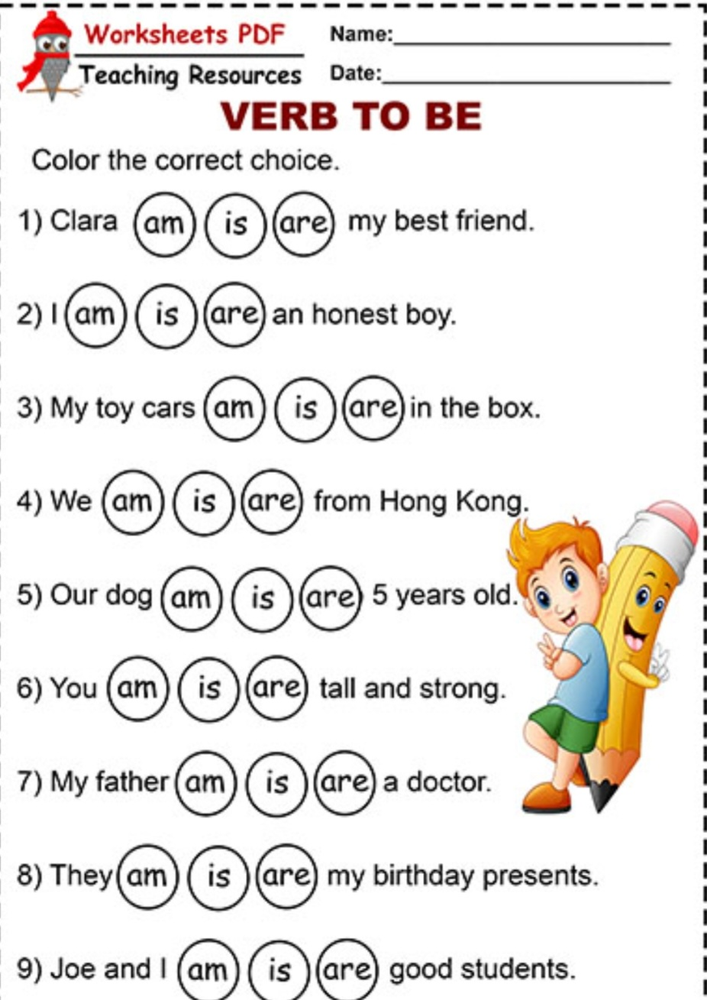 Worksheets PDF Name:
Teaching Resources Date:
VERB TO BE
Color the correct choice.
1) Clara am is are my best friend.
2) I am is are an honest boy.
3) My toy cars am is are in the box.
4) We am is are from Hong Kong.
5) Our dog am is are 5 years old.
6) You am is are tall and strong.
7) My father am is are a doctor.
8) They am is are my birthday presents.
9) Joe and I am is are good students.